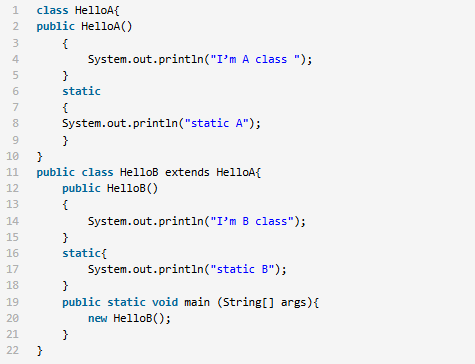 1 class HelloA{
2 public HelloA()
3 {
4 System.out.println("I’m A class ");
5 }
6 static
7 {
8 System.out.println("static A");
9 }
10 }
11 public class HelloB extends HelloA{
12 public HelloB()
13 {
14 System.out.println("I’m B class");
15 }
16 static{
17 System.out.println("static B");
18 }
19 public static void main (String[] args){
20 new HelloB();
21 }
22 }